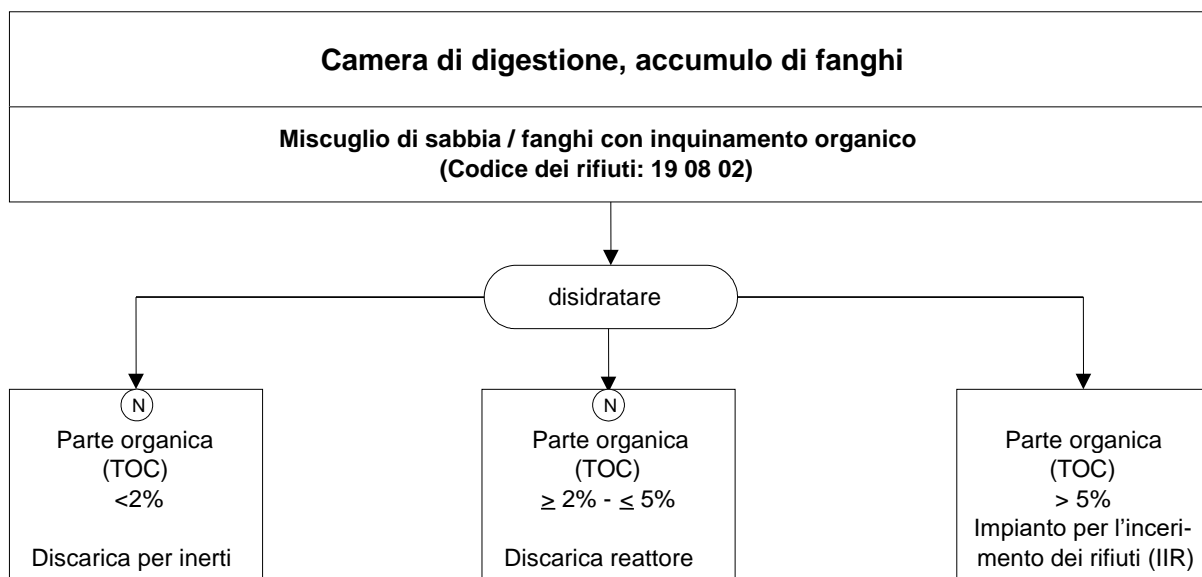 Camera di digestione, accumulo di fanghi
Miscuglio di sabbia / fanghi con inquinamento organico
(Codice dei rifiuti: 19 08 02)
disidratare
N
Parte organica
(TOC)
<2%
Discarica per inerti
N
Parte organica
(TOC)
≥ 2% - ≤ 5%
Discarica reattore
Parte organica
(TOC)
> 5%
Impianto per l'inceri-
mento dei rifiuti (IIR)